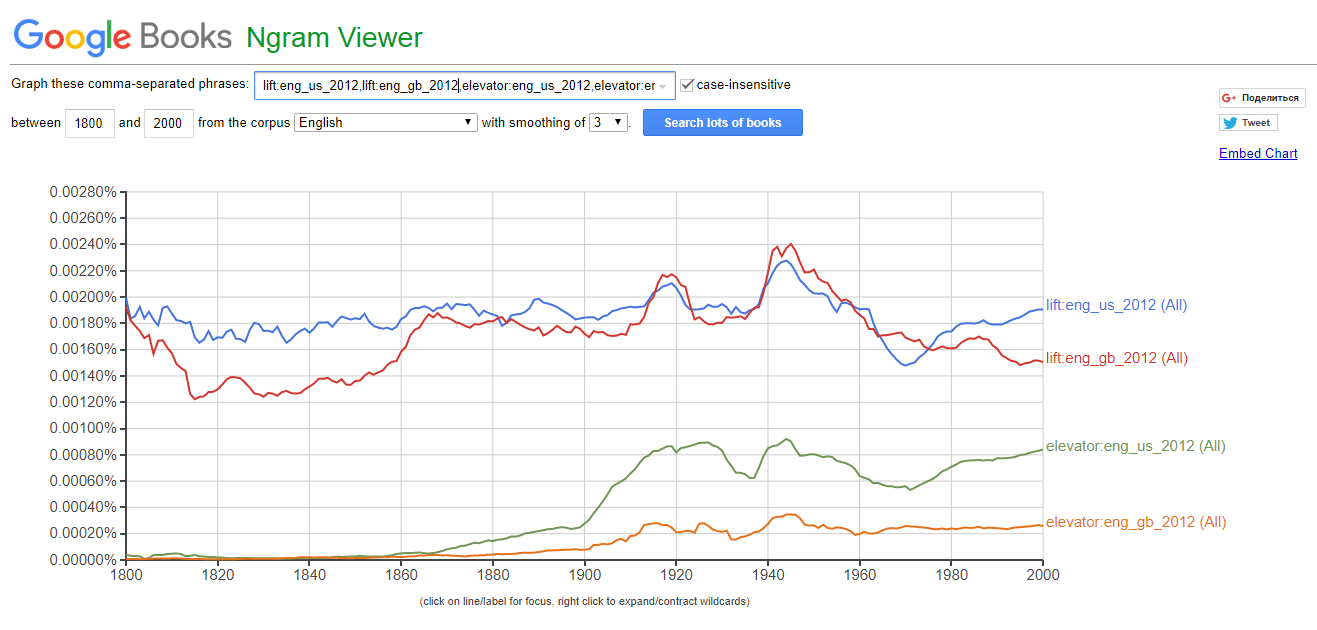 Google Books Ngram Viewer
Graph these comma-separated phrases: lift:eng_us_2012,lift:eng_gb_2012,elevator:eng_us_2012,elevator:er case-insensitive
between 1800 and 2000 from the corpus English with smoothing of 3 . Search lots of books
G+ Поделиться
Tweet
Embed Chart
0.00280%
0.00260%
0.00240%
0.00220%
0.00200%
0.00180%
0.00160%
0.00140%
0.00120%
0.00100%
0.00080%
0.00060%
0.00040%
0.00020%
0.00000%
lift:eng_us_2012 (All)
lift:eng_gb_2012 (All)
elevator:eng_us_2012 (All)
elevator:eng_gb_2012 (All)
1800 1820 1840 1860 1880 1900 1920 1940 1960 1980 2000
(click on line/label for focus, right click to expand/contract wildcards)